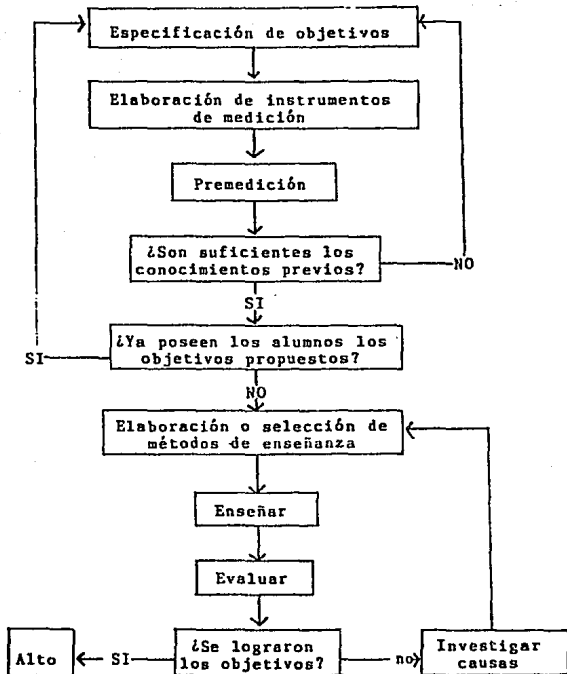 Especificación de objetivos
Elaboración de instrumentos
de medición
Premedición
¿Son suficientes los
conocimientos previos?
NO
SI
¿Ya poseen los alumnos los
objetivos propuestos?
SI
NO
Elaboración o selección de
métodos de enseñanza
Enseñar
Evaluar
¿Se lograron
los objetivos?
Alto
SI
no
Investigar
causas